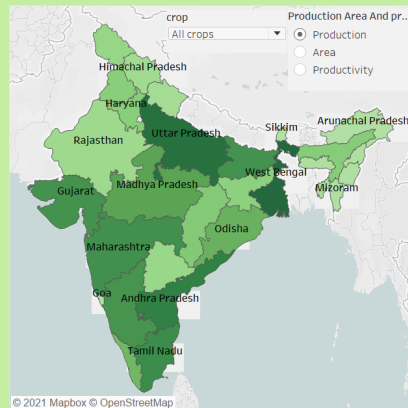 crop
All crops
Production Area And pr...
Production
Area
Productivity
Himachal Pradesh
Haryana
Uttar Pradesh
Sikkim
Arunachal Pradesh
Rajasthan
West Bengal
Gujarat
Madhya Pradesh
Mizoram
Odisha
Maharashtra
Goa
Andhra Pradesh
Tamil Nadu
© 2021 Mapbox © OpenStreetMap